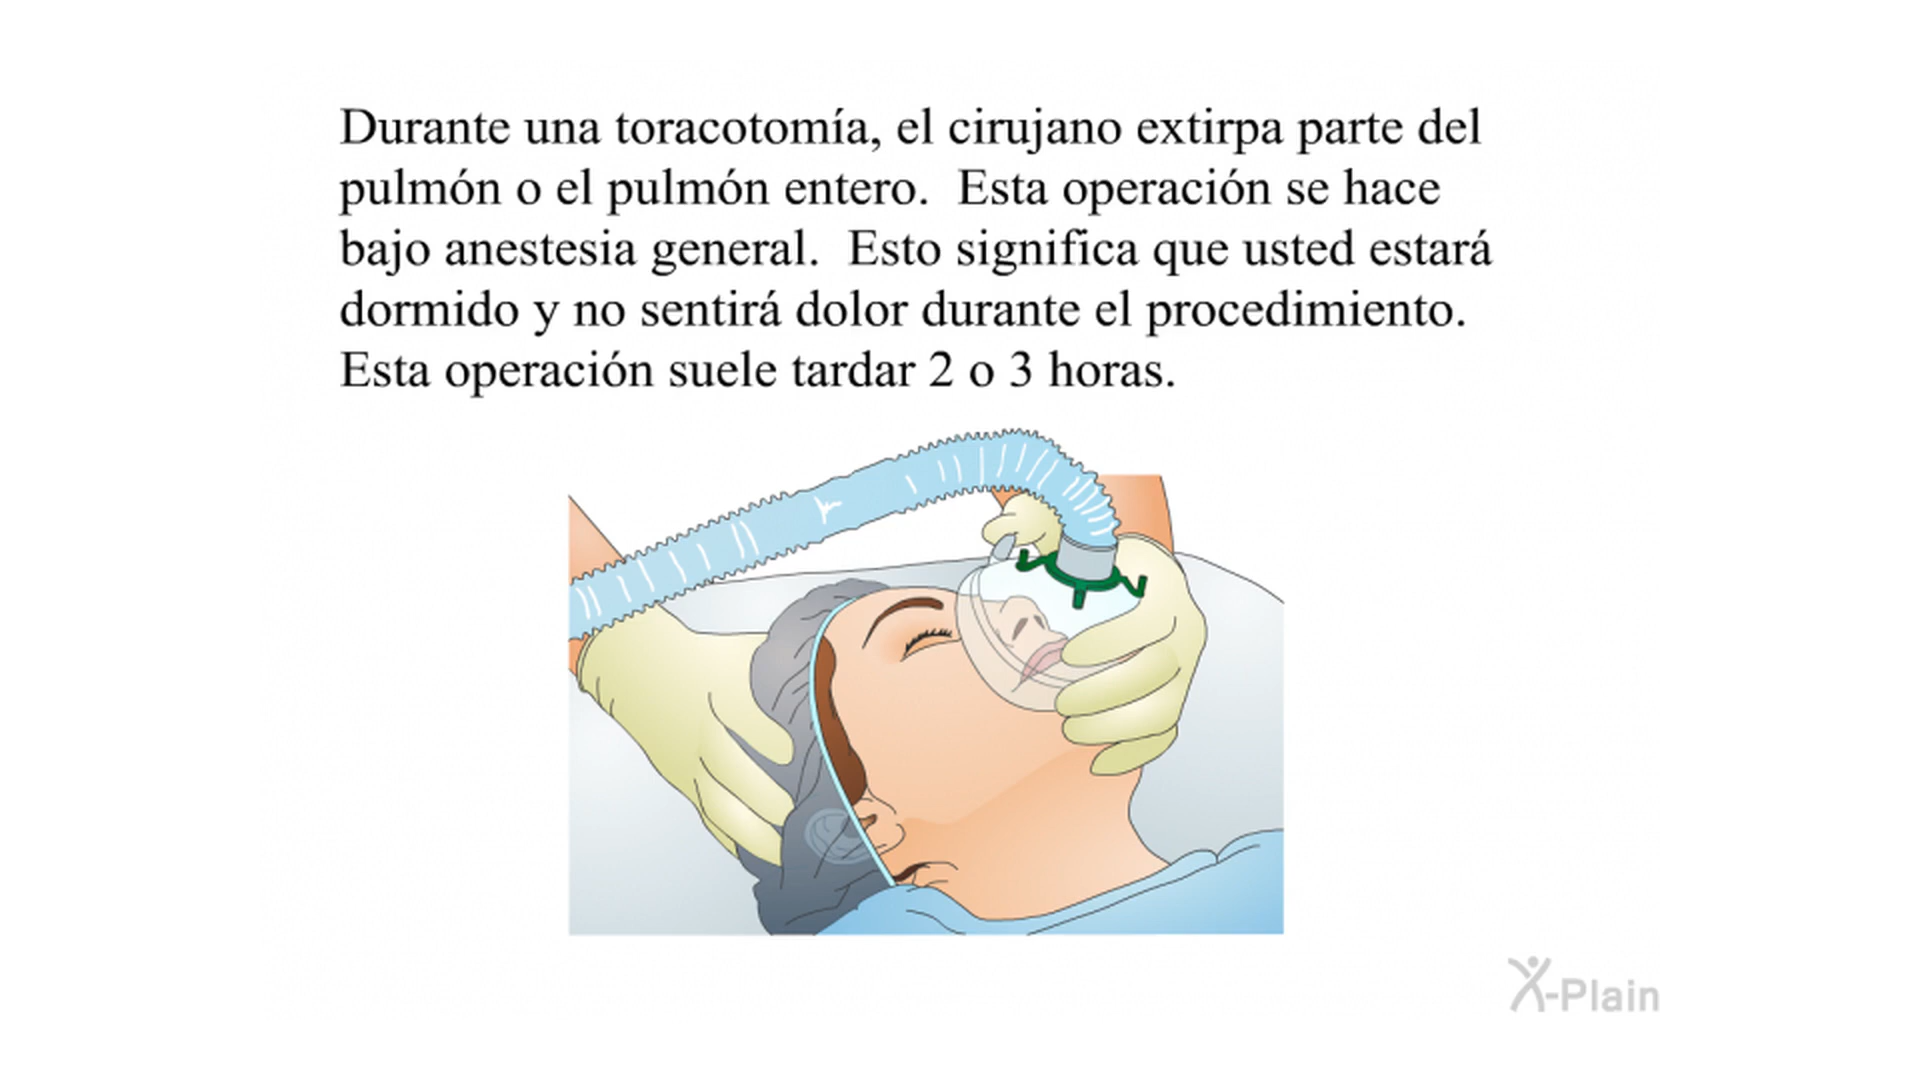 Durante una toracotomía, el cirujano extirpa parte del
pulmón o el pulmón entero.  Esta operación se hace
bajo anestesia general.  Esto significa que usted estará
dormido y no sentirá dolor durante el procedimiento.
Esta operación suele tardar 2 o 3 horas.
X-Plain